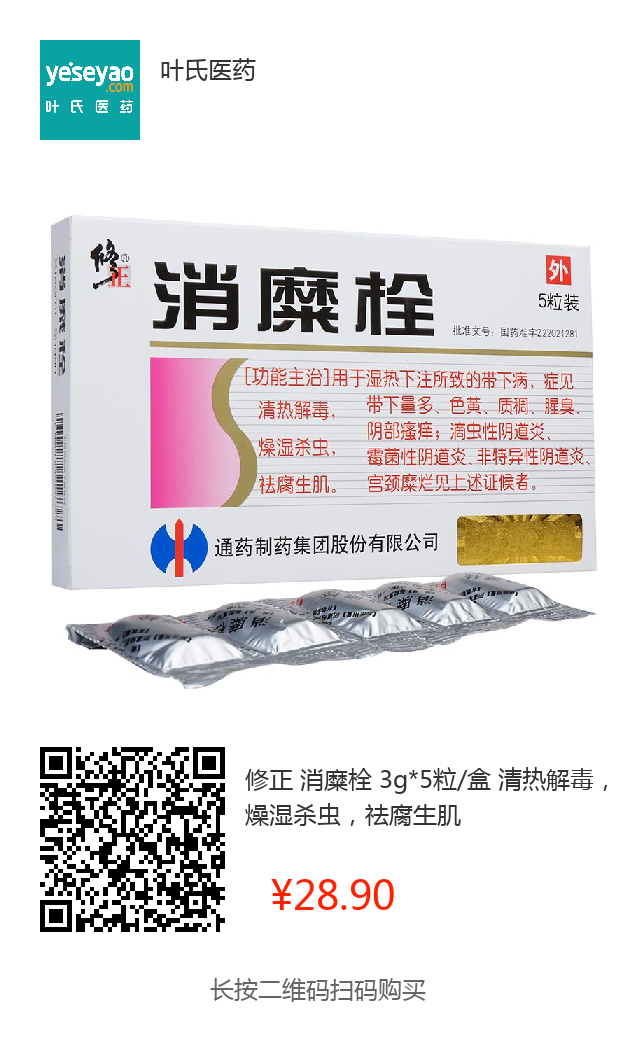 yeseyao
.com
叶氏医药
叶氏医药
修正
消糜栓
外
5粒装
批准文号：国药准字Z22021281
[功能主治]用于湿热下注所致的带下病，症见
清热解毒，
带下量多、色黄、质稠、腥臭、
阴部瘙痒；滴虫性阴道炎、
燥湿杀虫，
霉菌性阴道炎、非特异性阴道炎、
祛腐生肌。
宫颈糜烂见上述证候者。
通药制药集团股份有限公司
消糜栓
消糜
消
修正 消糜栓 3g*5粒/盒 清热解毒，
燥湿杀虫，祛腐生肌
¥28.90
长按二维码扫码购买